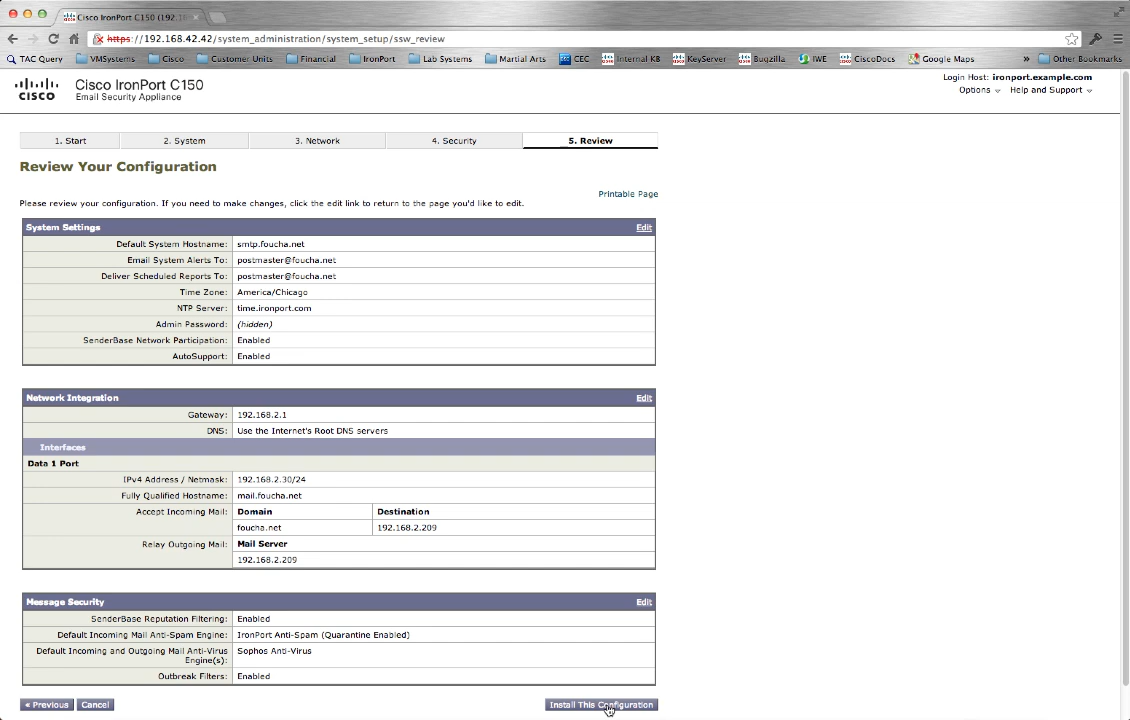 Cisco IronPort C150 (192.16
https://192.168.42.42/system_administration/system_setup/ssw_review
TAC Query VMSystems Cisco Customer Units Financial IronPort Lab Systems Martial Arts CEC Internal KB KeyServer Bugzilla IWE CiscoDocs Google Maps » Other Bookmarks
CISCO
Cisco IronPort C150
Email Security Appliance
Login Host: ironport.example.com
Options Help and Support
1. Start 2. System 3. Network 4. Security 5. Review
Review Your Configuration
Printable Page
Please review your configuration. If you need to make changes, click the edit link to return to the page you'd like to edit.
System Settings Edit
Default System Hostname: smtp.foucha.net
Email System Alerts To: postmaster@foucha.net
Deliver Scheduled Reports To: postmaster@foucha.net
Time Zone: America/Chicago
NTP Server: time.ironport.com
Admin Password: (hidden)
SenderBase Network Participation: Enabled
AutoSupport: Enabled
Network Integration Edit
Gateway: 192.168.2.1
DNS: Use the Internet's Root DNS servers
Interfaces
Data 1 Port
IPv4 Address / Netmask: 192.168.2.30/24
Fully Qualified Hostname: mail.foucha.net
Accept Incoming Mail: Domain Destination
foucha.net 192.168.2.209
Relay Outgoing Mail: Mail Server
192.168.2.209
Message Security Edit
SenderBase Reputation Filtering: Enabled
Default Incoming Mail Anti-Spam Engine: IronPort Anti-Spam (Quarantine Enabled)
Default Incoming and Outgoing Mail Anti-Virus Sophos Anti-Virus
Engine(s):
Outbreak Filters: Enabled
« Previous Cancel Install This Configuration